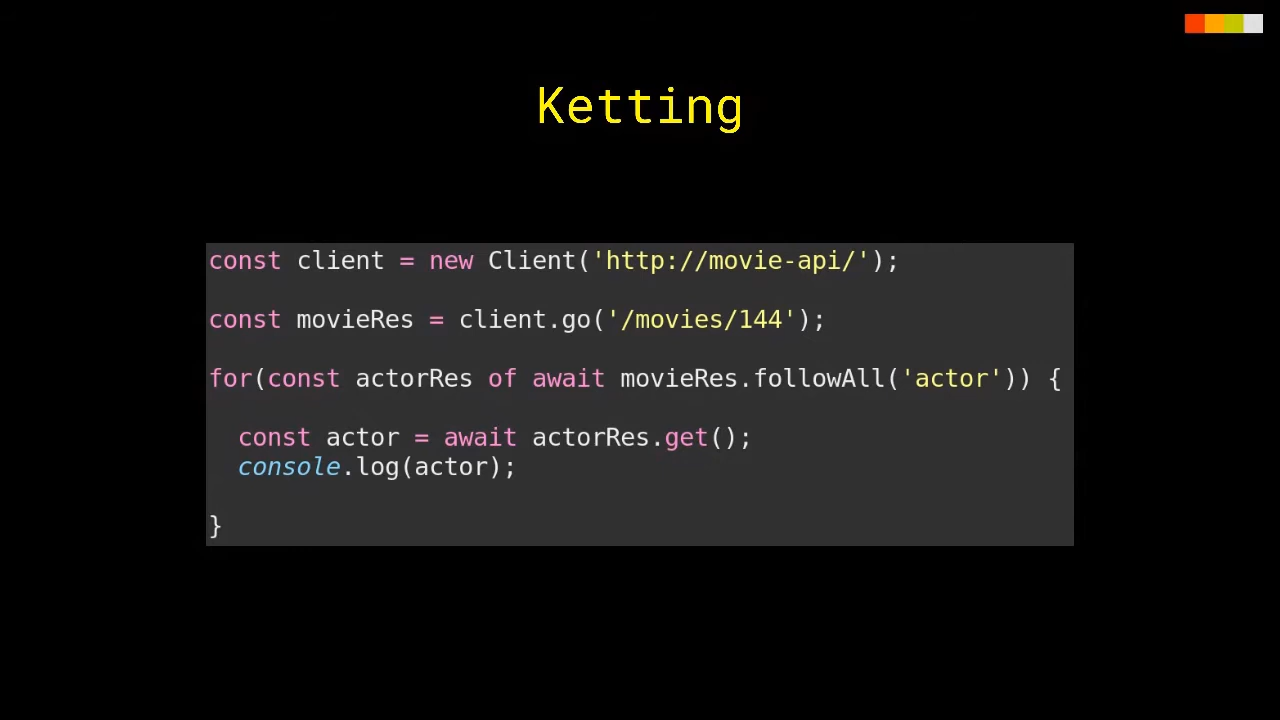 Ketting
const client = new Client('http://movie-api/');
const movieRes = client.go('/movies/144');
for(const actorRes of await movieRes.followAll('actor')) {
  const actor = await actorRes.get();
  console.log(actor);
}